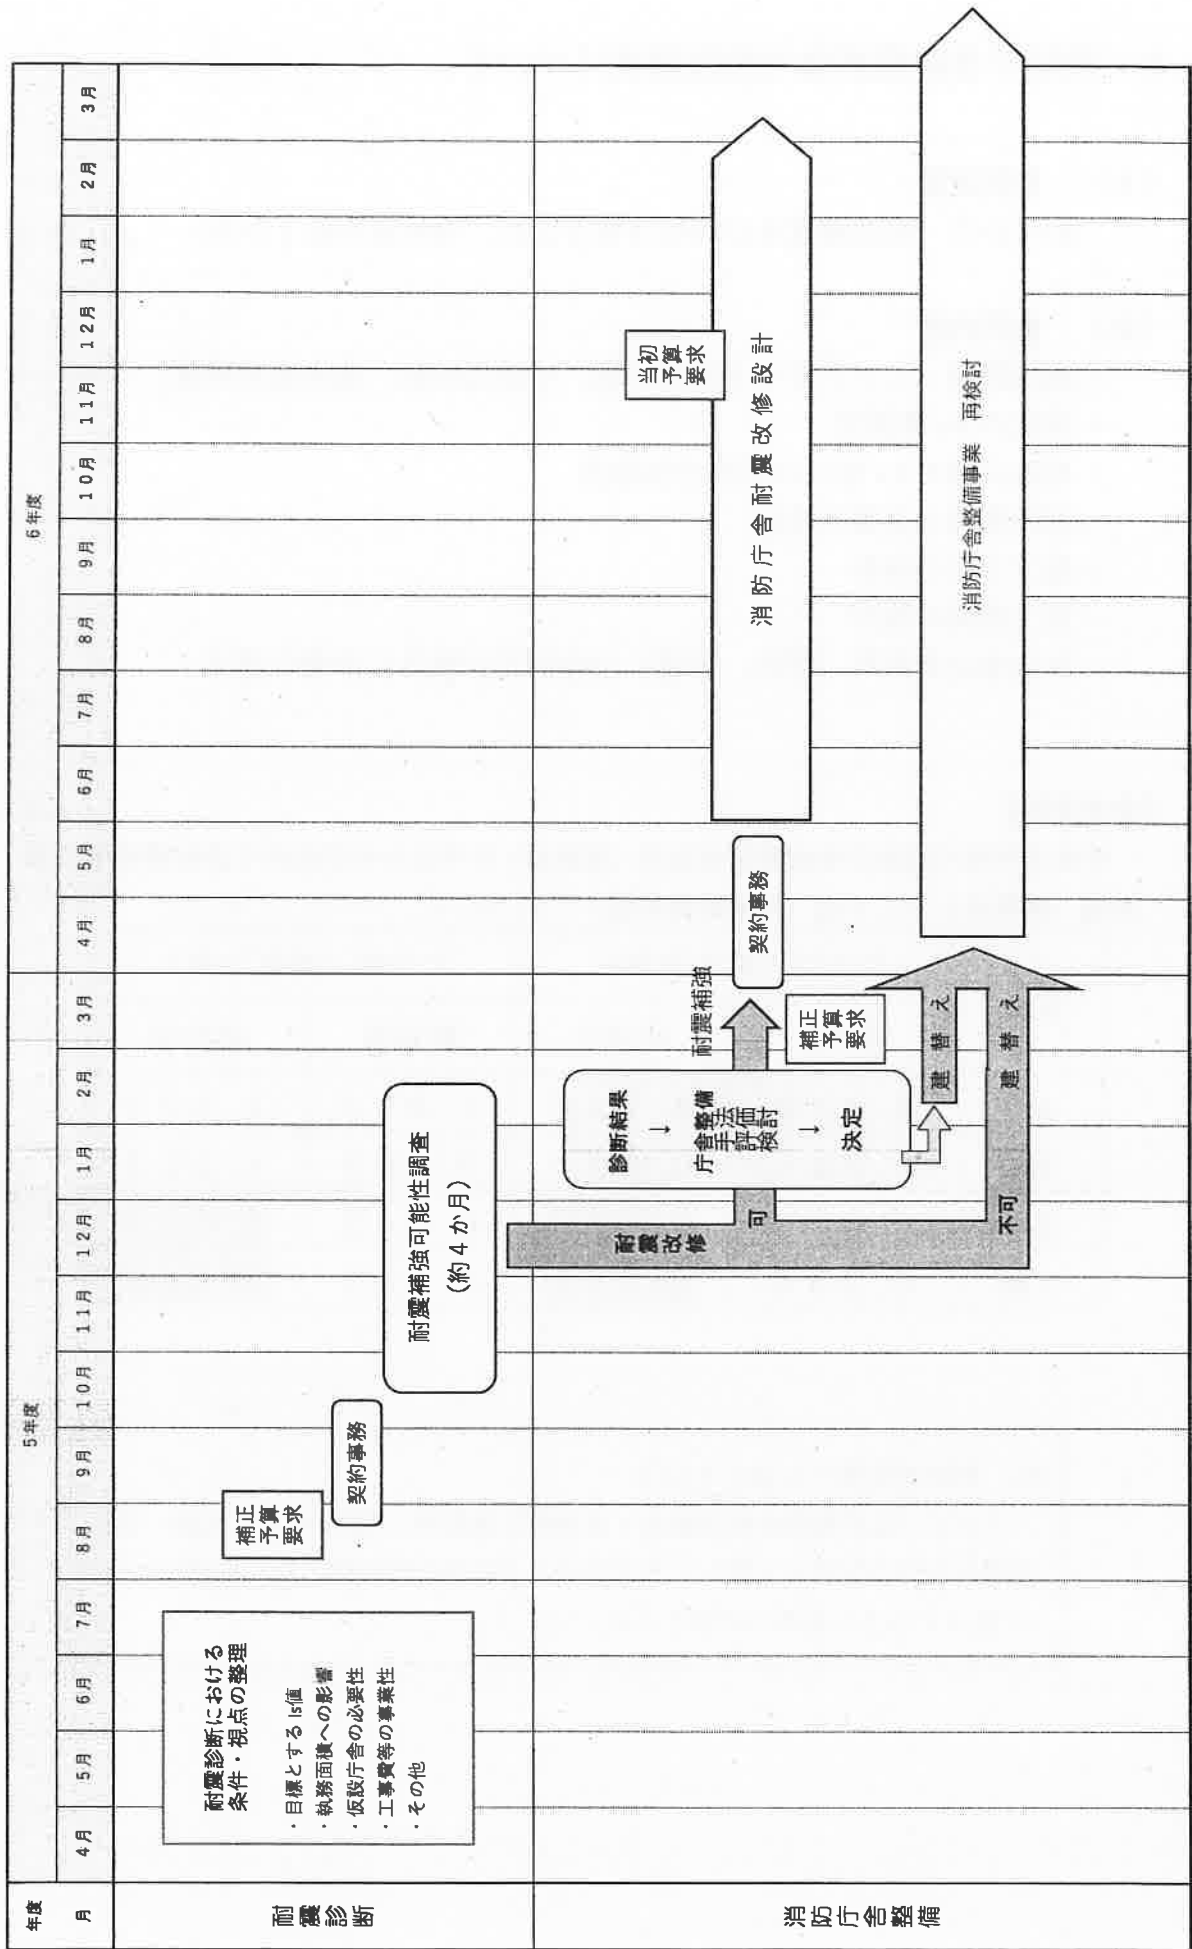 年度
5年度
6年度
月
4月
5月
6月
7月
8月
9月
10月
11月
12月
1月
2月
3月
4月
5月
6月
7月
8月
9月
10月
11月
12月
1月
2月
3月
耐震診断
耐震診断における
条件・視点の整理
・目標とするIs値
・執務面積への影響
・仮設庁舎の必要性
・工事費等の事業性
・その他
補正
予算
要求
契約事務
耐震補強可能性調査
（約４か月）
消防庁舎整備
耐震
改修
可
不可
診断結果
↓
庁舎整備
手法
評価
検討
↓
決定
耐震補強
補正
予算
要求
建替え
建替え
契約事務
当初
予算
要求
消防庁舎耐震改修設計
消防庁舎整備事業　再検討